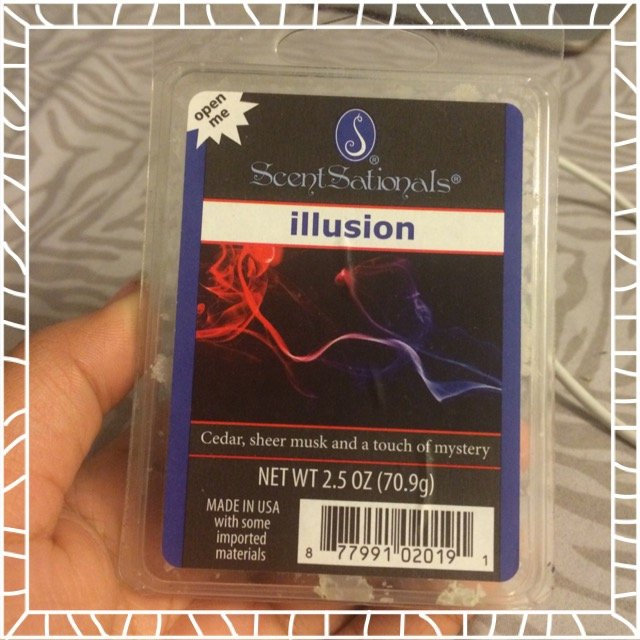 open
me
ScentSationals®
illusion
Cedar, sheer musk and a touch of mystery
NET WT 2.5 OZ (70.9g)
MADE IN USA
with some
imported
materials
8 77991 02019 1